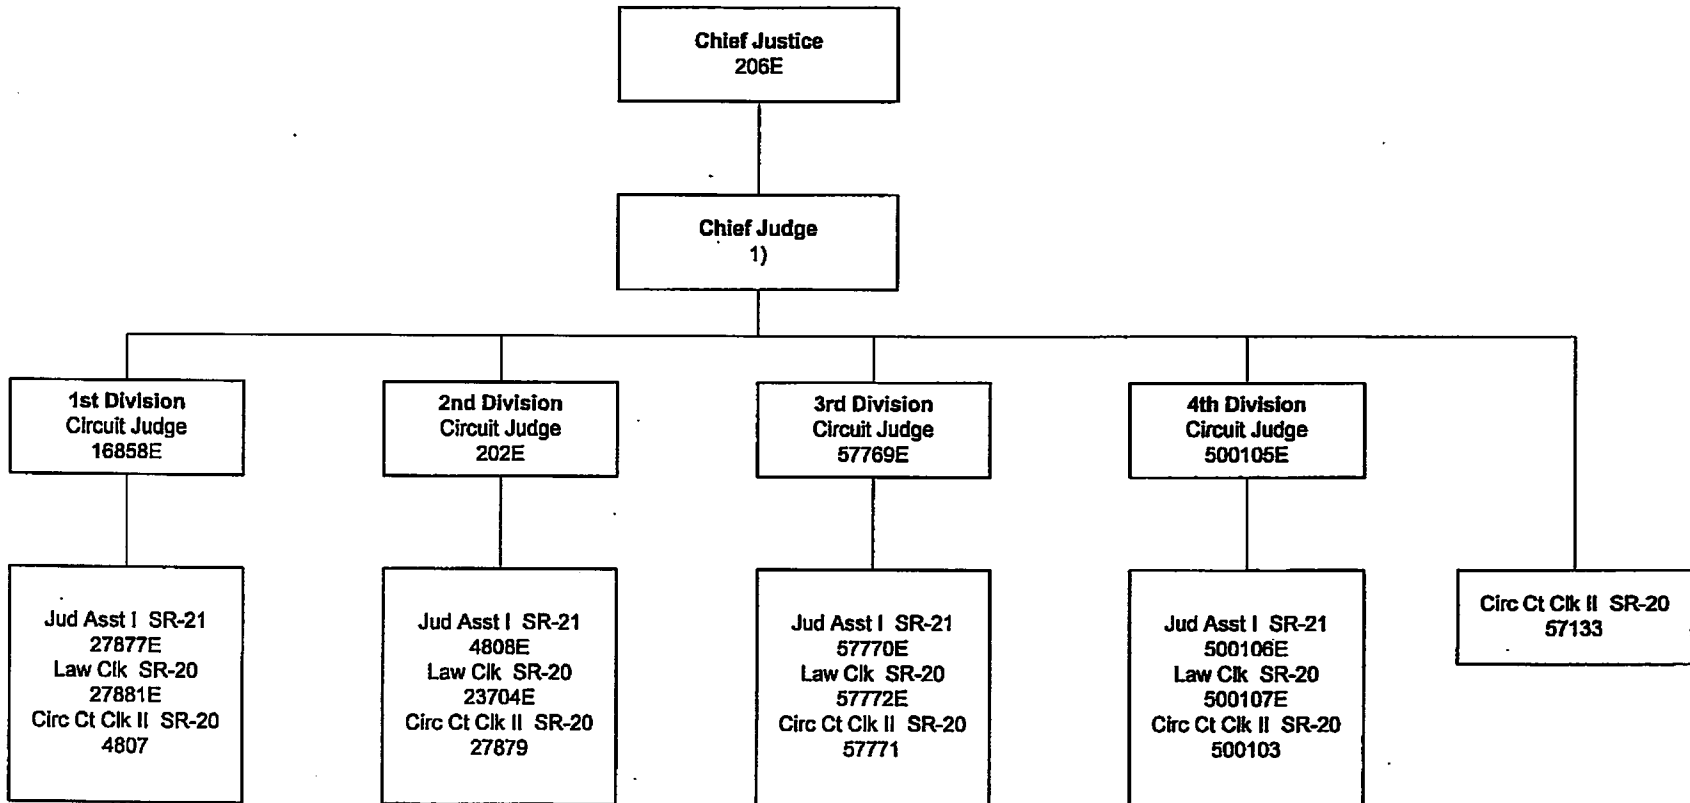 Chief Justice
206E
Chief Judge
1)
1st Division
Circuit Judge
16858E
2nd Division
Circuit Judge
202E
3rd Division
Circuit Judge
57769E
4th Division
Circuit Judge
500105E
Jud Asst I SR-21
27877E
Law Clk SR-20
27881E
Circ Ct Clk II SR-20
4807
Jud Asst I SR-21
4808E
Law Clk SR-20
23704E
Circ Ct Clk II SR-20
27879
Jud Asst I SR-21
57770E
Law Clk SR-20
57772E
Circ Ct Clk II SR-20
57771
Jud Asst I SR-21
500106E
Law Clk SR-20
500107E
Circ Ct Clk II SR-20
500103
Circ Ct Clk II SR-20
57133